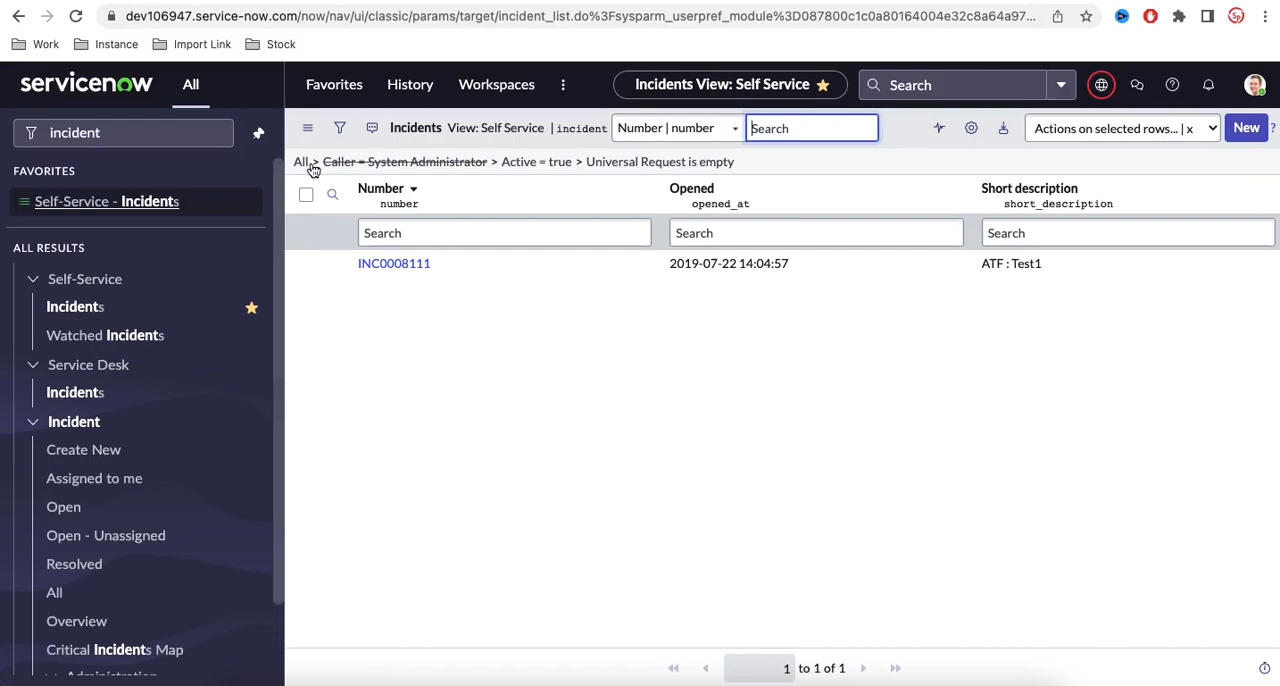 dev106947.service-now.com/now/nav/ui/classic/params/target/incident_list.do%3Fsysparm_userpref_module%3D087800c1c0a80164004e32c8a64a97...
Work Instance Import Link Stock
servicenow All Favorites History Workspaces Incidents View: Self Service Search
incident
Incidents View: Self Service | incident Number | number Search Actions on selected rows... | x New ?
All > Caller = System Administrator > Active = true > Universal Request is empty
FAVORITES
Self-Service - Incidents
ALL RESULTS
Self-Service
Incidents
Watched Incidents
Service Desk
Incidents
Incident
Create New
Assigned to me
Open
Open - Unassigned
Resolved
All
Overview
Critical Incidents Map
Administration
Number Opened Short description
number opened_at short_description
Search Search Search
INC0008111 2019-07-22 14:04:57 ATF : Test1
1 to 1 of 1